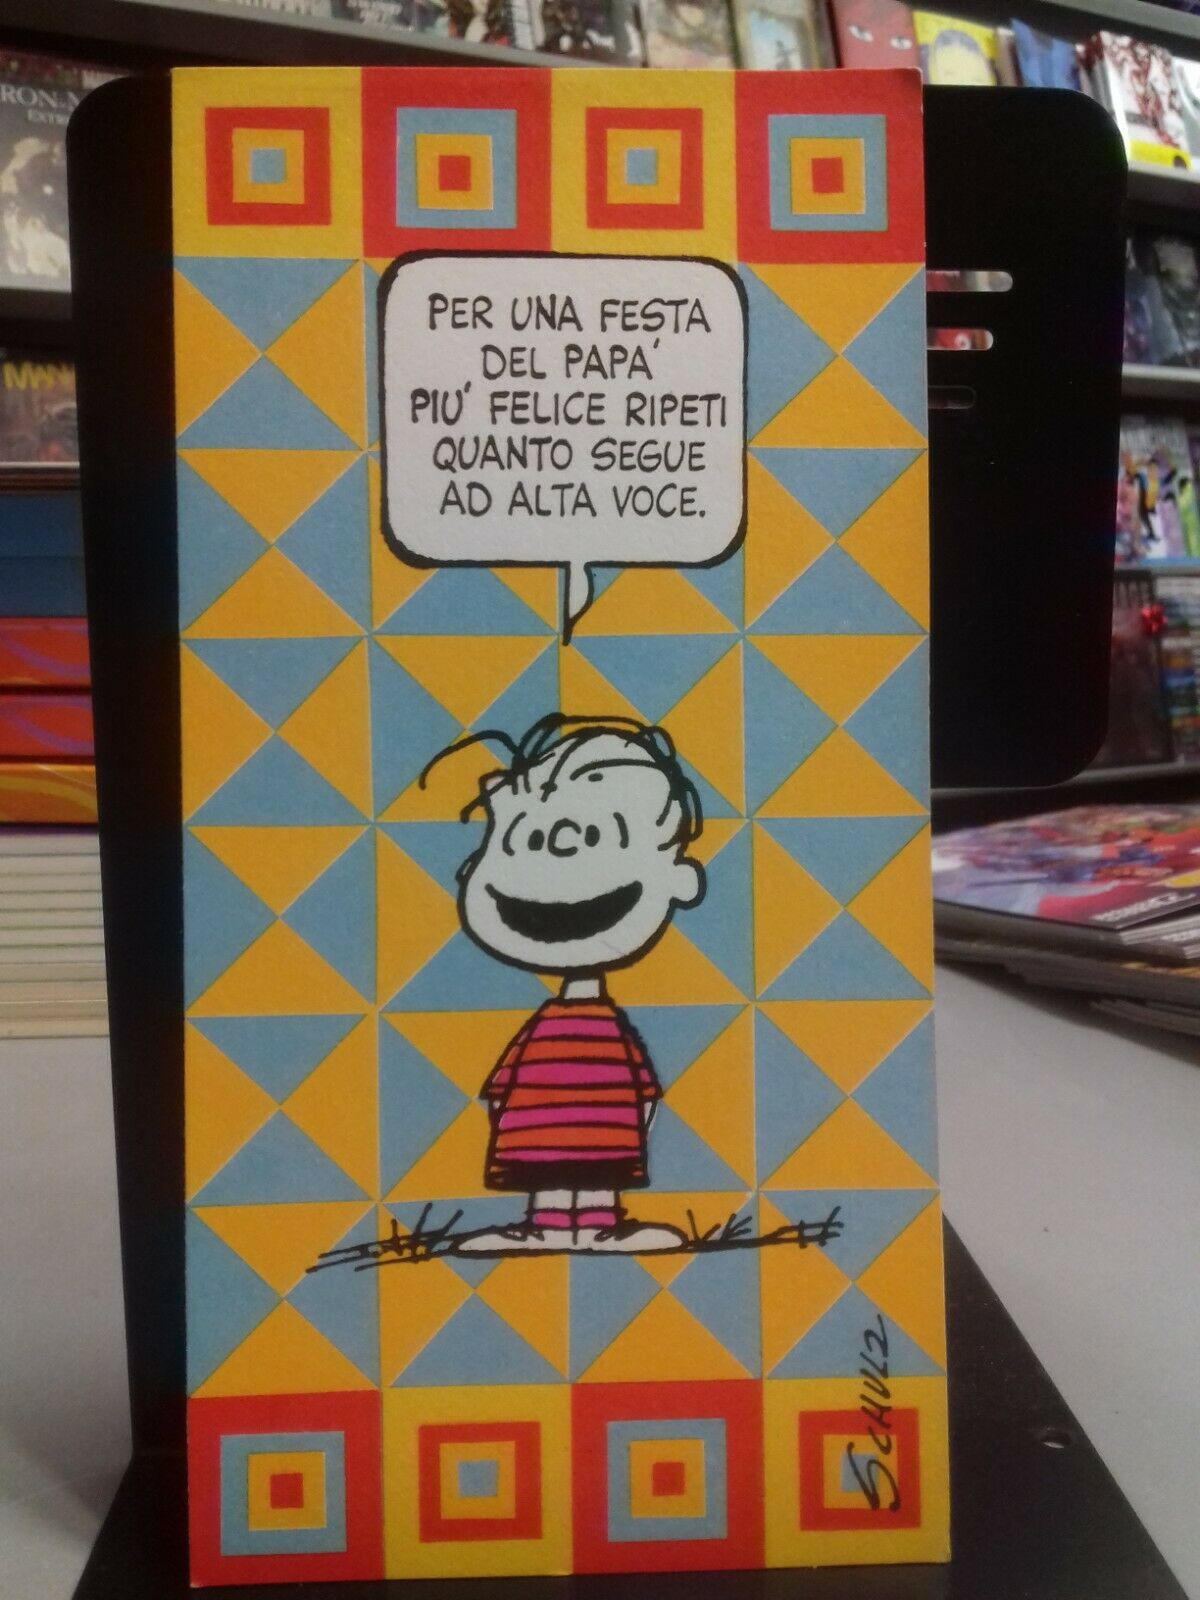 PER UNA FESTA
DEL PAPA'
PIU' FELICE RIPETI
QUANTO SEGUE
AD ALTA VOCE.
SCHULZ